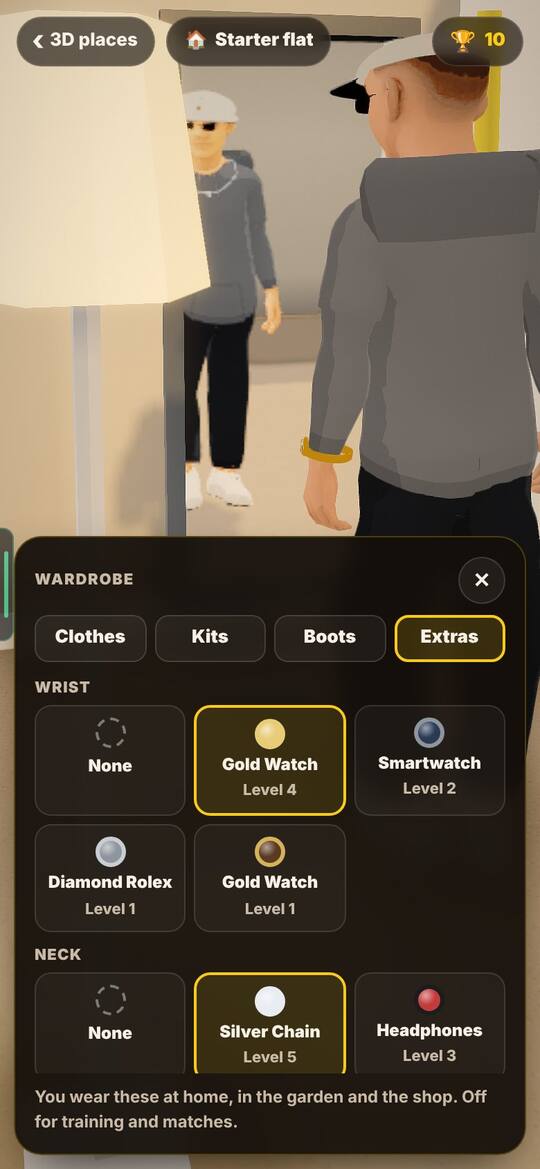 ‹ 3D places
Starter flat
10
WARDROBE
Clothes
Kits
Boots
Extras
WRIST
None
Gold Watch
Level 4
Smartwatch
Level 2
Diamond Rolex
Level 1
Gold Watch
Level 1
NECK
None
Silver Chain
Level 5
Headphones
Level 3
You wear these at home, in the garden and the shop. Off
for training and matches.